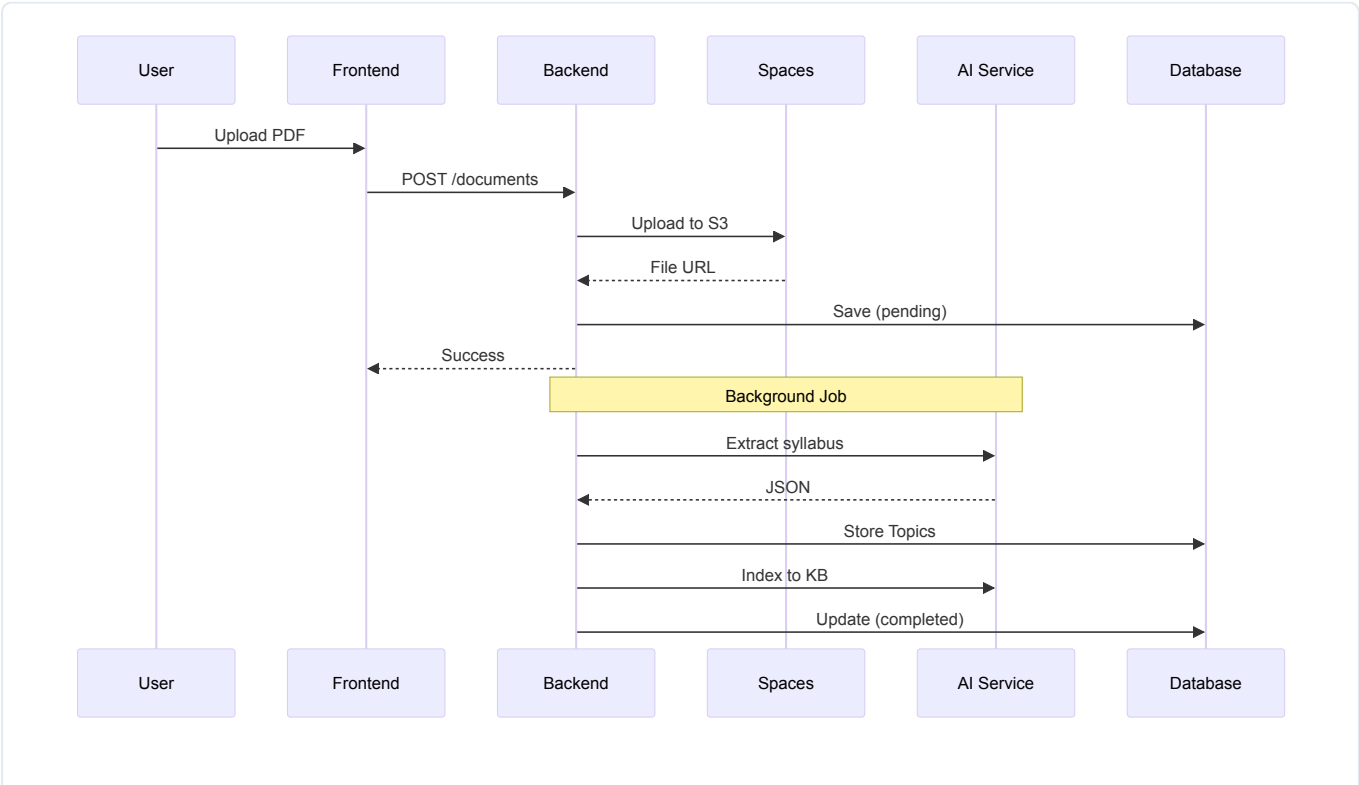 User Frontend Backend Spaces AI Service Database
Upload PDF
POST /documents
Upload to S3
File URL
Save (pending)
Success
Background Job
Extract syllabus
JSON
Store Topics
Index to KB
Update (completed)
User Frontend Backend Spaces AI Service Database